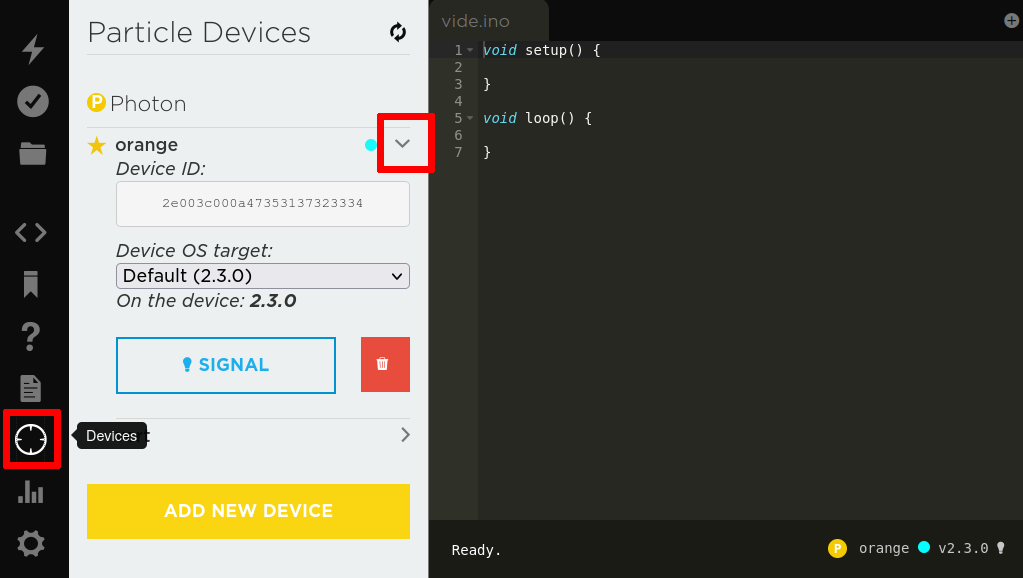 Particle Devices
P Photon
orange
Device ID:
2e003c000a47353137323334
Device OS target:
Default (2.3.0)
On the device: 2.3.0
SIGNAL
Devices
ADD NEW DEVICE
vide.ino
1 void setup() {
2
3 }
4
5 void loop() {
6
7 }
Ready.
P orange v2.3.0